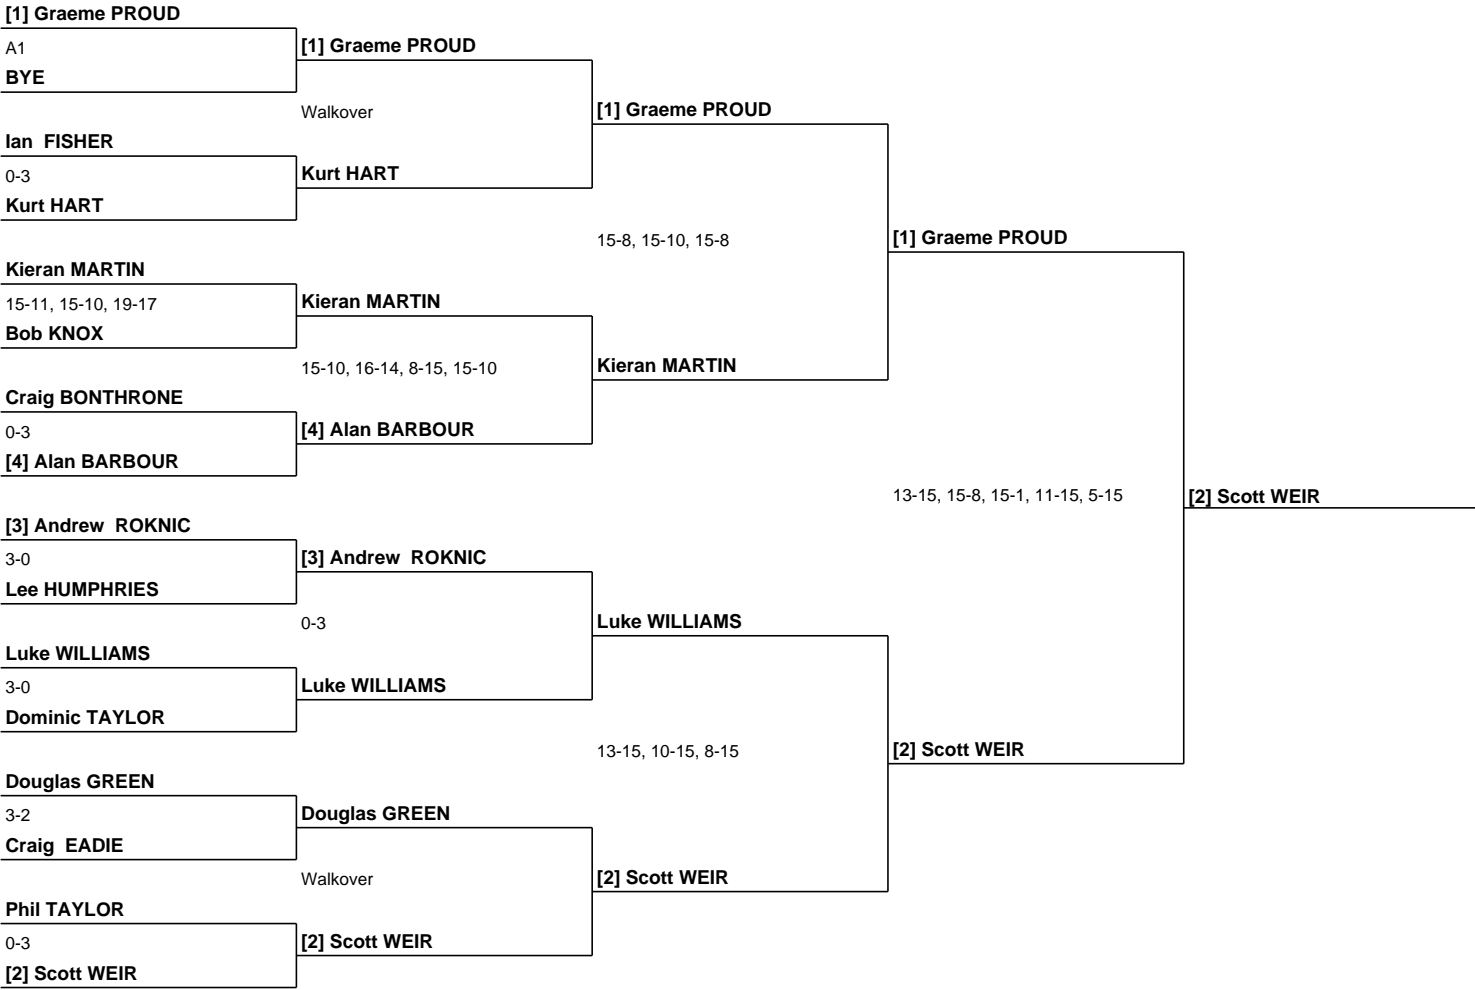 [1] Graeme PROUD
A1
BYE
Ian  FISHER
0-3
Kurt HART
Kieran MARTIN
15-11, 15-10, 19-17
Bob KNOX
Craig BONTHRONE
0-3
[4] Alan BARBOUR
[3] Andrew  ROKNIC
3-0
Lee HUMPHRIES
Luke WILLIAMS
3-0
Dominic TAYLOR
Douglas GREEN
3-2
Craig  EADIE
Phil TAYLOR
0-3
[2] Scott WEIR
[1] Graeme PROUD
Walkover
Kurt HART
Kieran MARTIN
15-10, 16-14, 8-15, 15-10
[4] Alan BARBOUR
[3] Andrew  ROKNIC
0-3
Luke WILLIAMS
Douglas GREEN
Walkover
[2] Scott WEIR
[1] Graeme PROUD
15-8, 15-10, 15-8
Kieran MARTIN
Luke WILLIAMS
13-15, 10-15, 8-15
[2] Scott WEIR
[1] Graeme PROUD
13-15, 15-8, 15-1, 11-15, 5-15
[2] Scott WEIR
[2] Scott WEIR